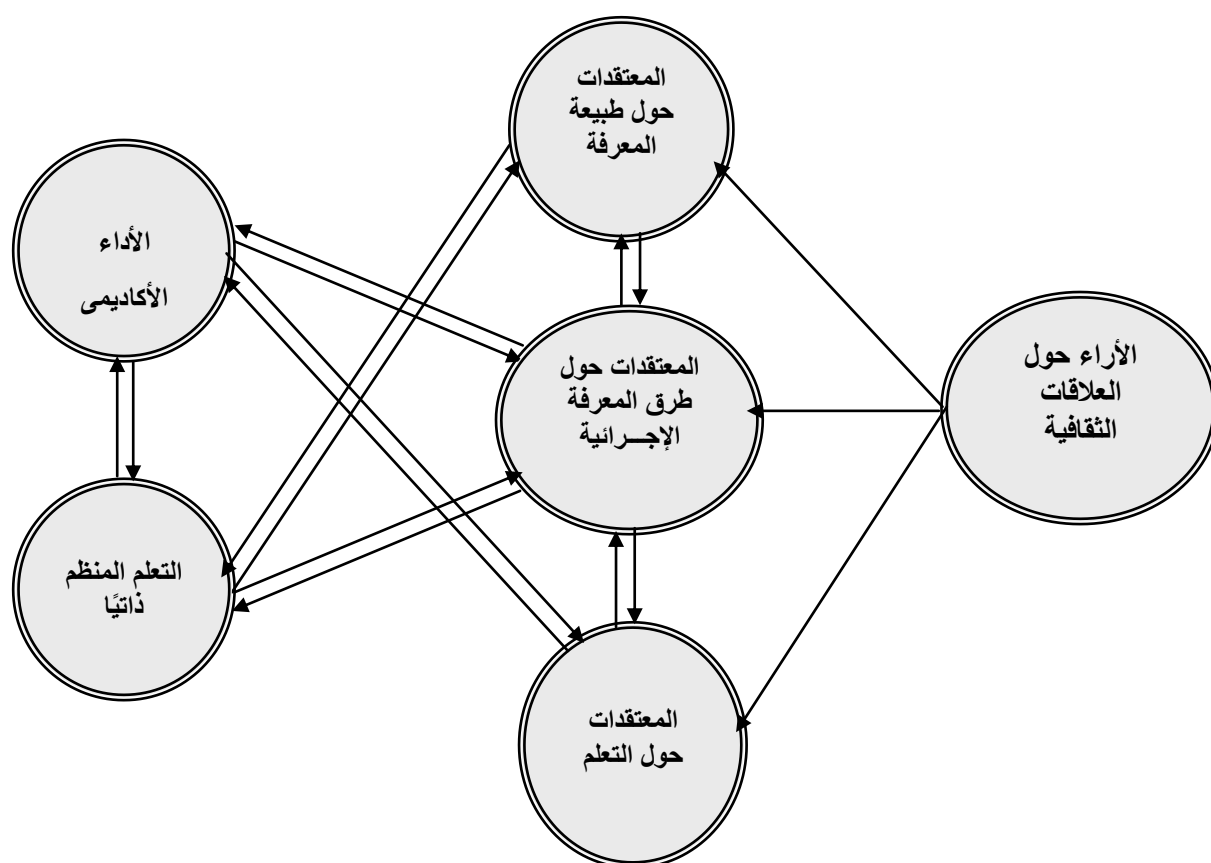 المعتقدات
حول طبيعة
المعرفة
الأداء
الأكاديمى
المعتقدات حول
طرق المعرفة
الإجـــرائية
الأراء حول
العلاقات
الثقافية
التعلم المنظم
ذاتيًا
المعتقدات
حول التعلم